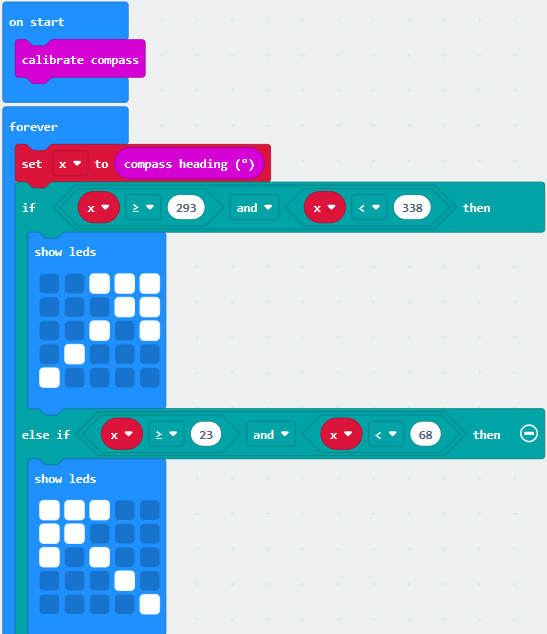 on start
calibrate compass
forever
set x to compass heading (°)
if x ≥ 293 and x < 338 then
show leds
else if x ≥ 23 and x < 68 then
show leds